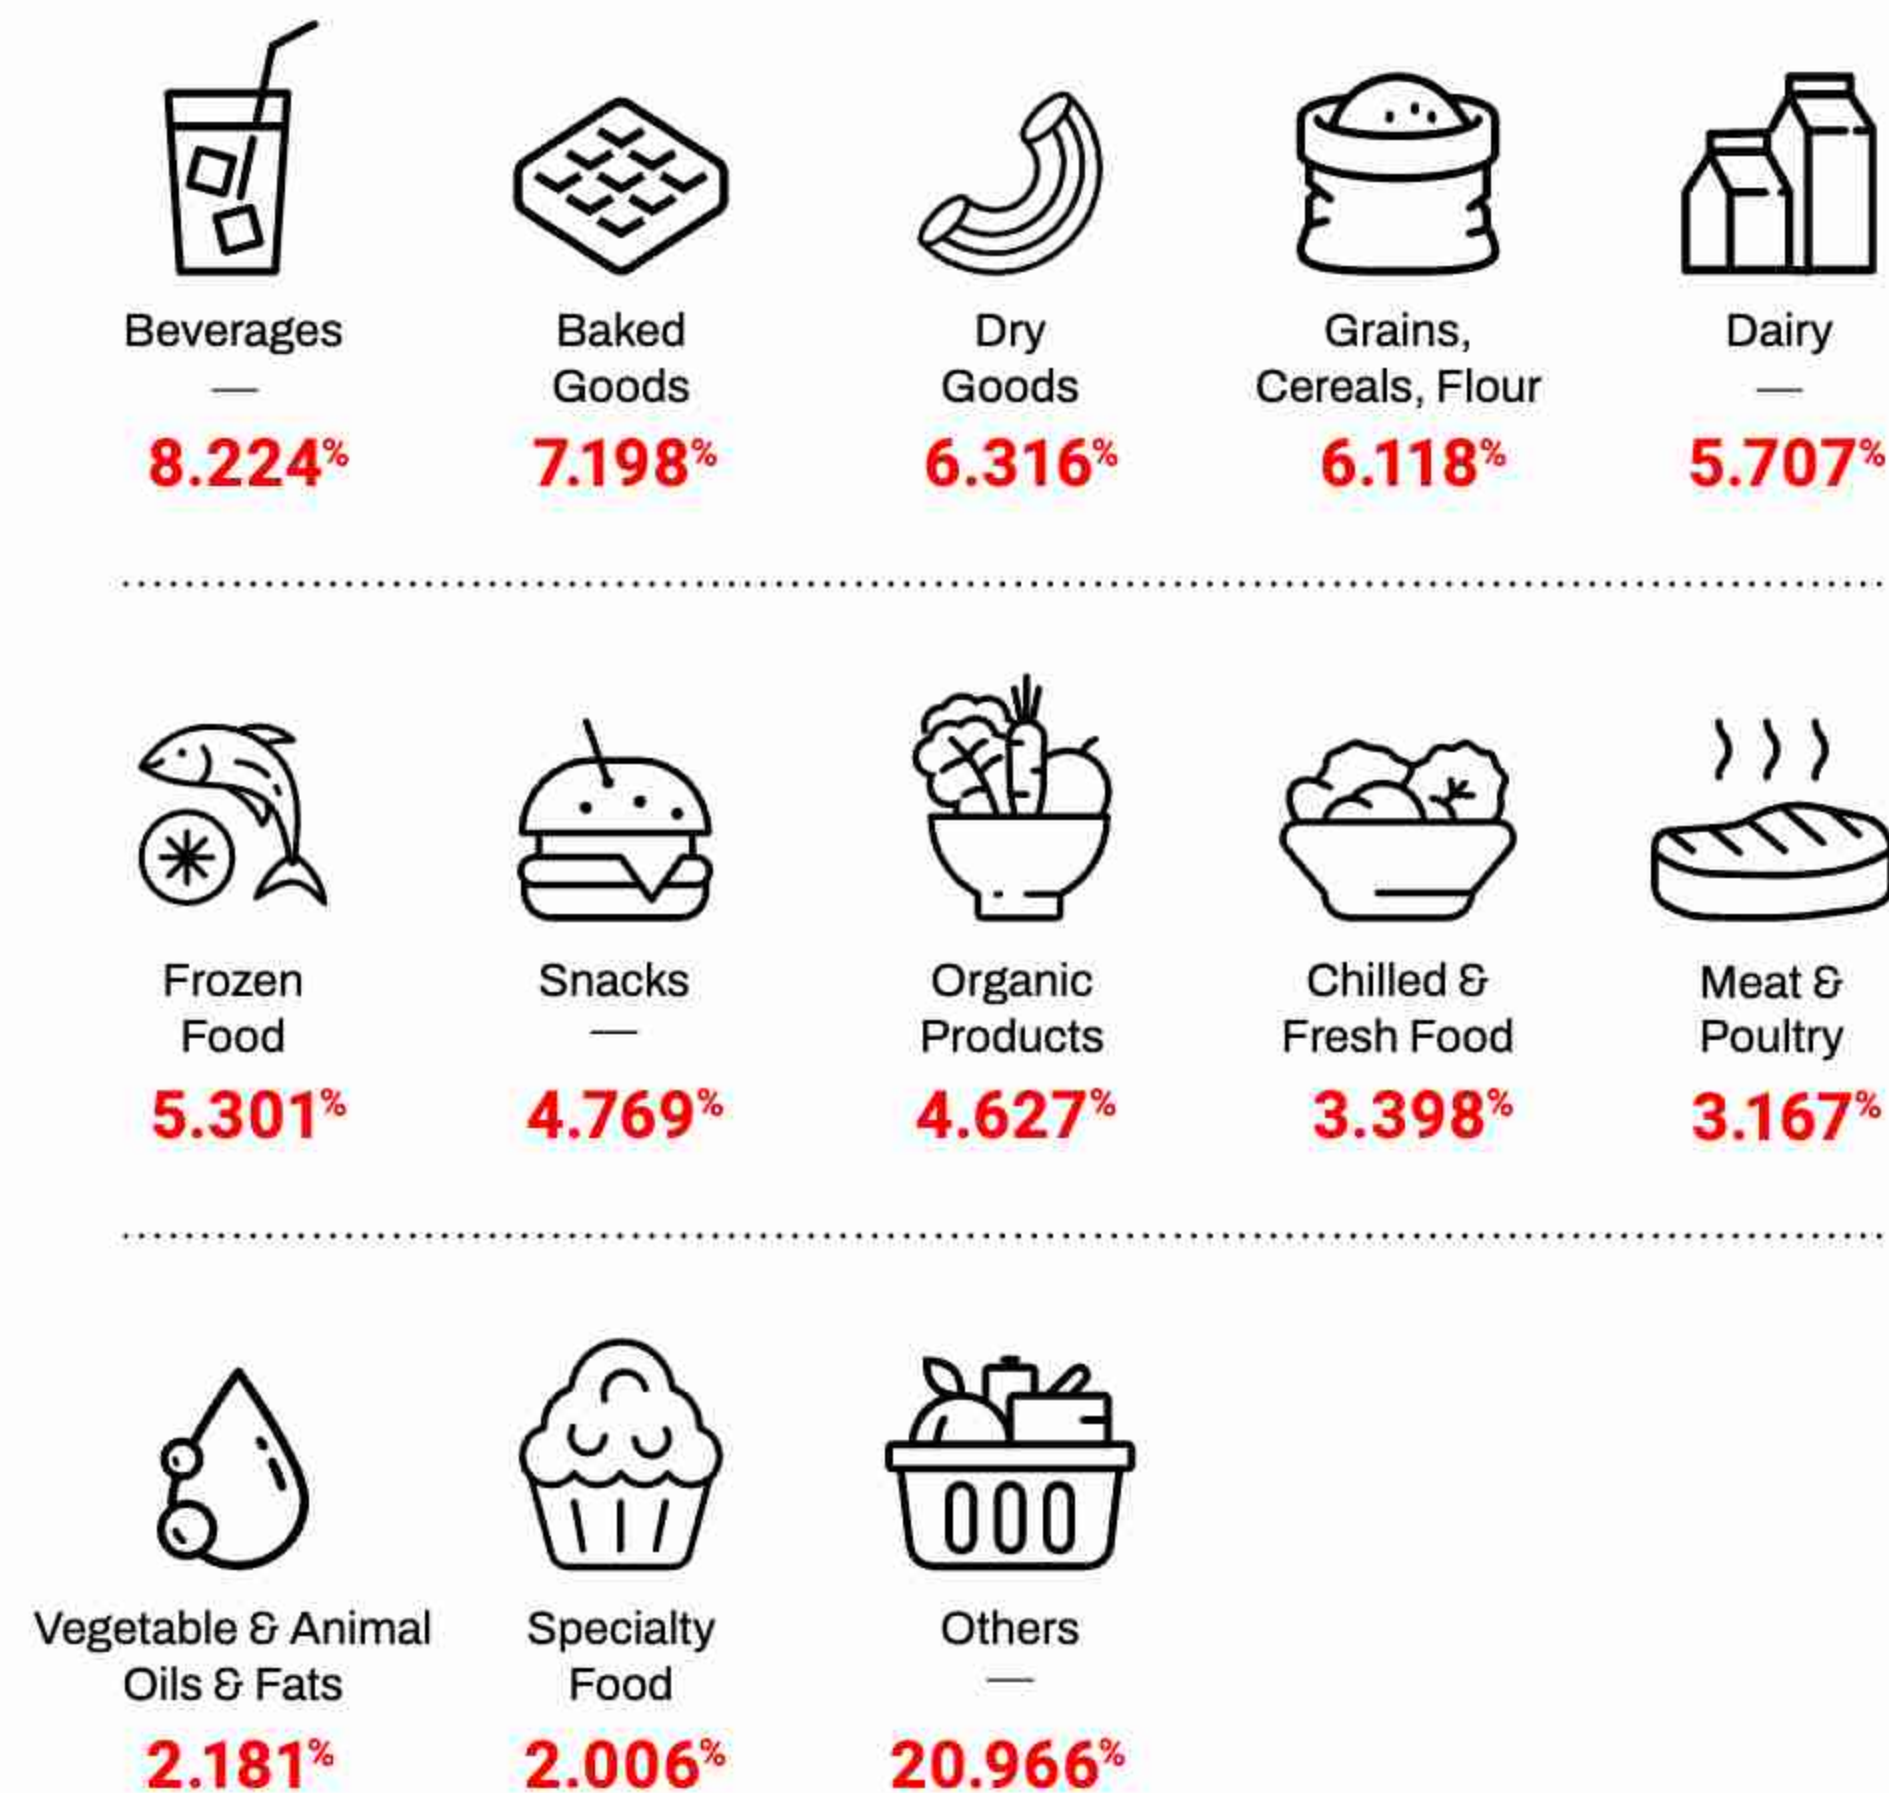 Beverages
—
8.224%
Baked
Goods
7.198%
Dry
Goods
6.316%
Grains,
Cereals, Flour
6.118%
Dairy
—
5.707%
Frozen
Food
5.301%
Snacks
—
4.769%
Organic
Products
4.627%
Chilled &
Fresh Food
3.398%
Meat &
Poultry
3.167%
Vegetable & Animal
Oils & Fats
2.181%
Specialty
Food
2.006%
Others
—
20.966%